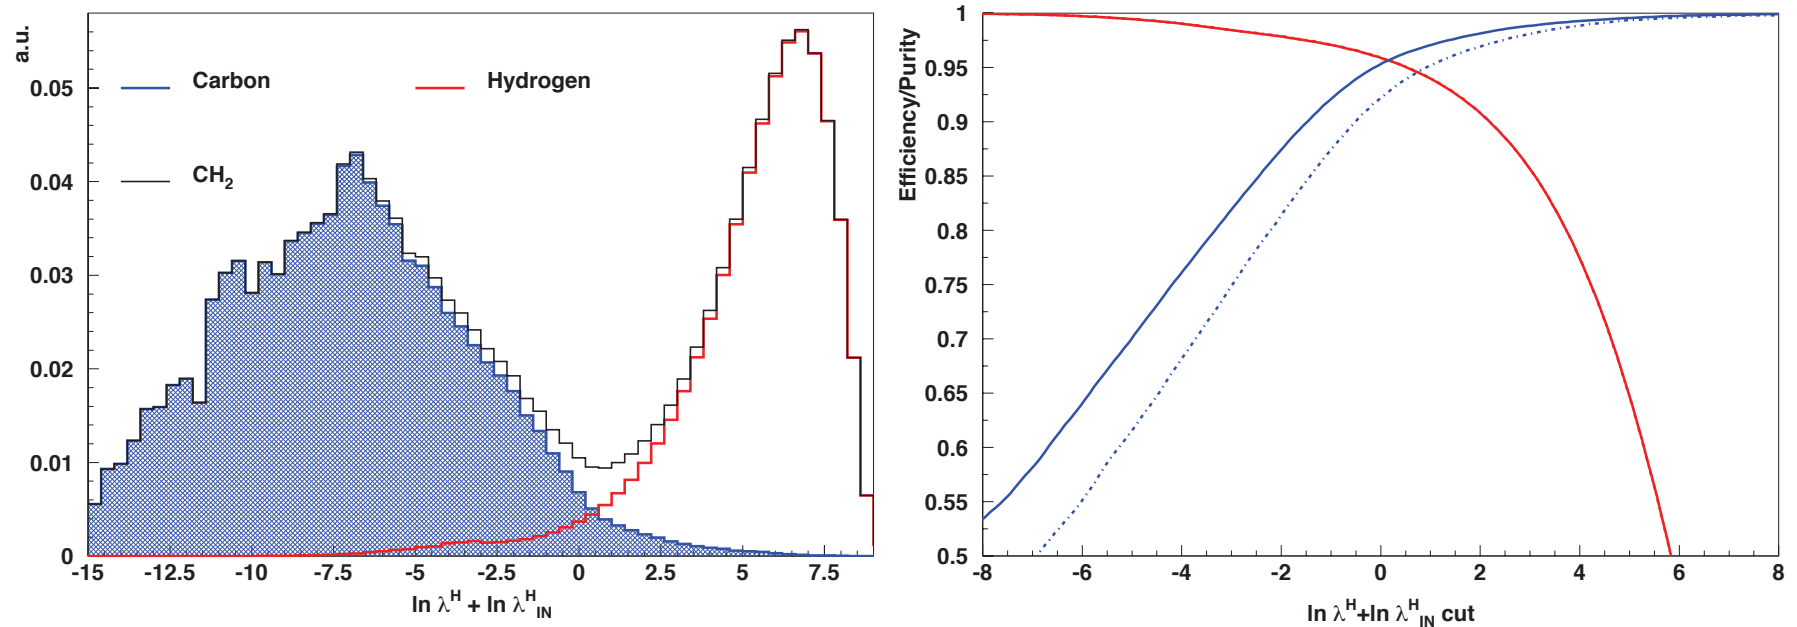 a.u.
Carbon
Hydrogen
CH₂
0.05
0.04
0.03
0.02
0.01
0
-15 -12.5 -10 -7.5 -5 -2.5 0 2.5 5 7.5
ln λᴴ + ln λᴴ_IN
Efficiency/Purity
1
0.95
0.9
0.85
0.8
0.75
0.7
0.65
0.6
0.55
0.5
-8 -6 -4 -2 0 2 4 6 8
ln λᴴ+ln λᴴ_IN cut